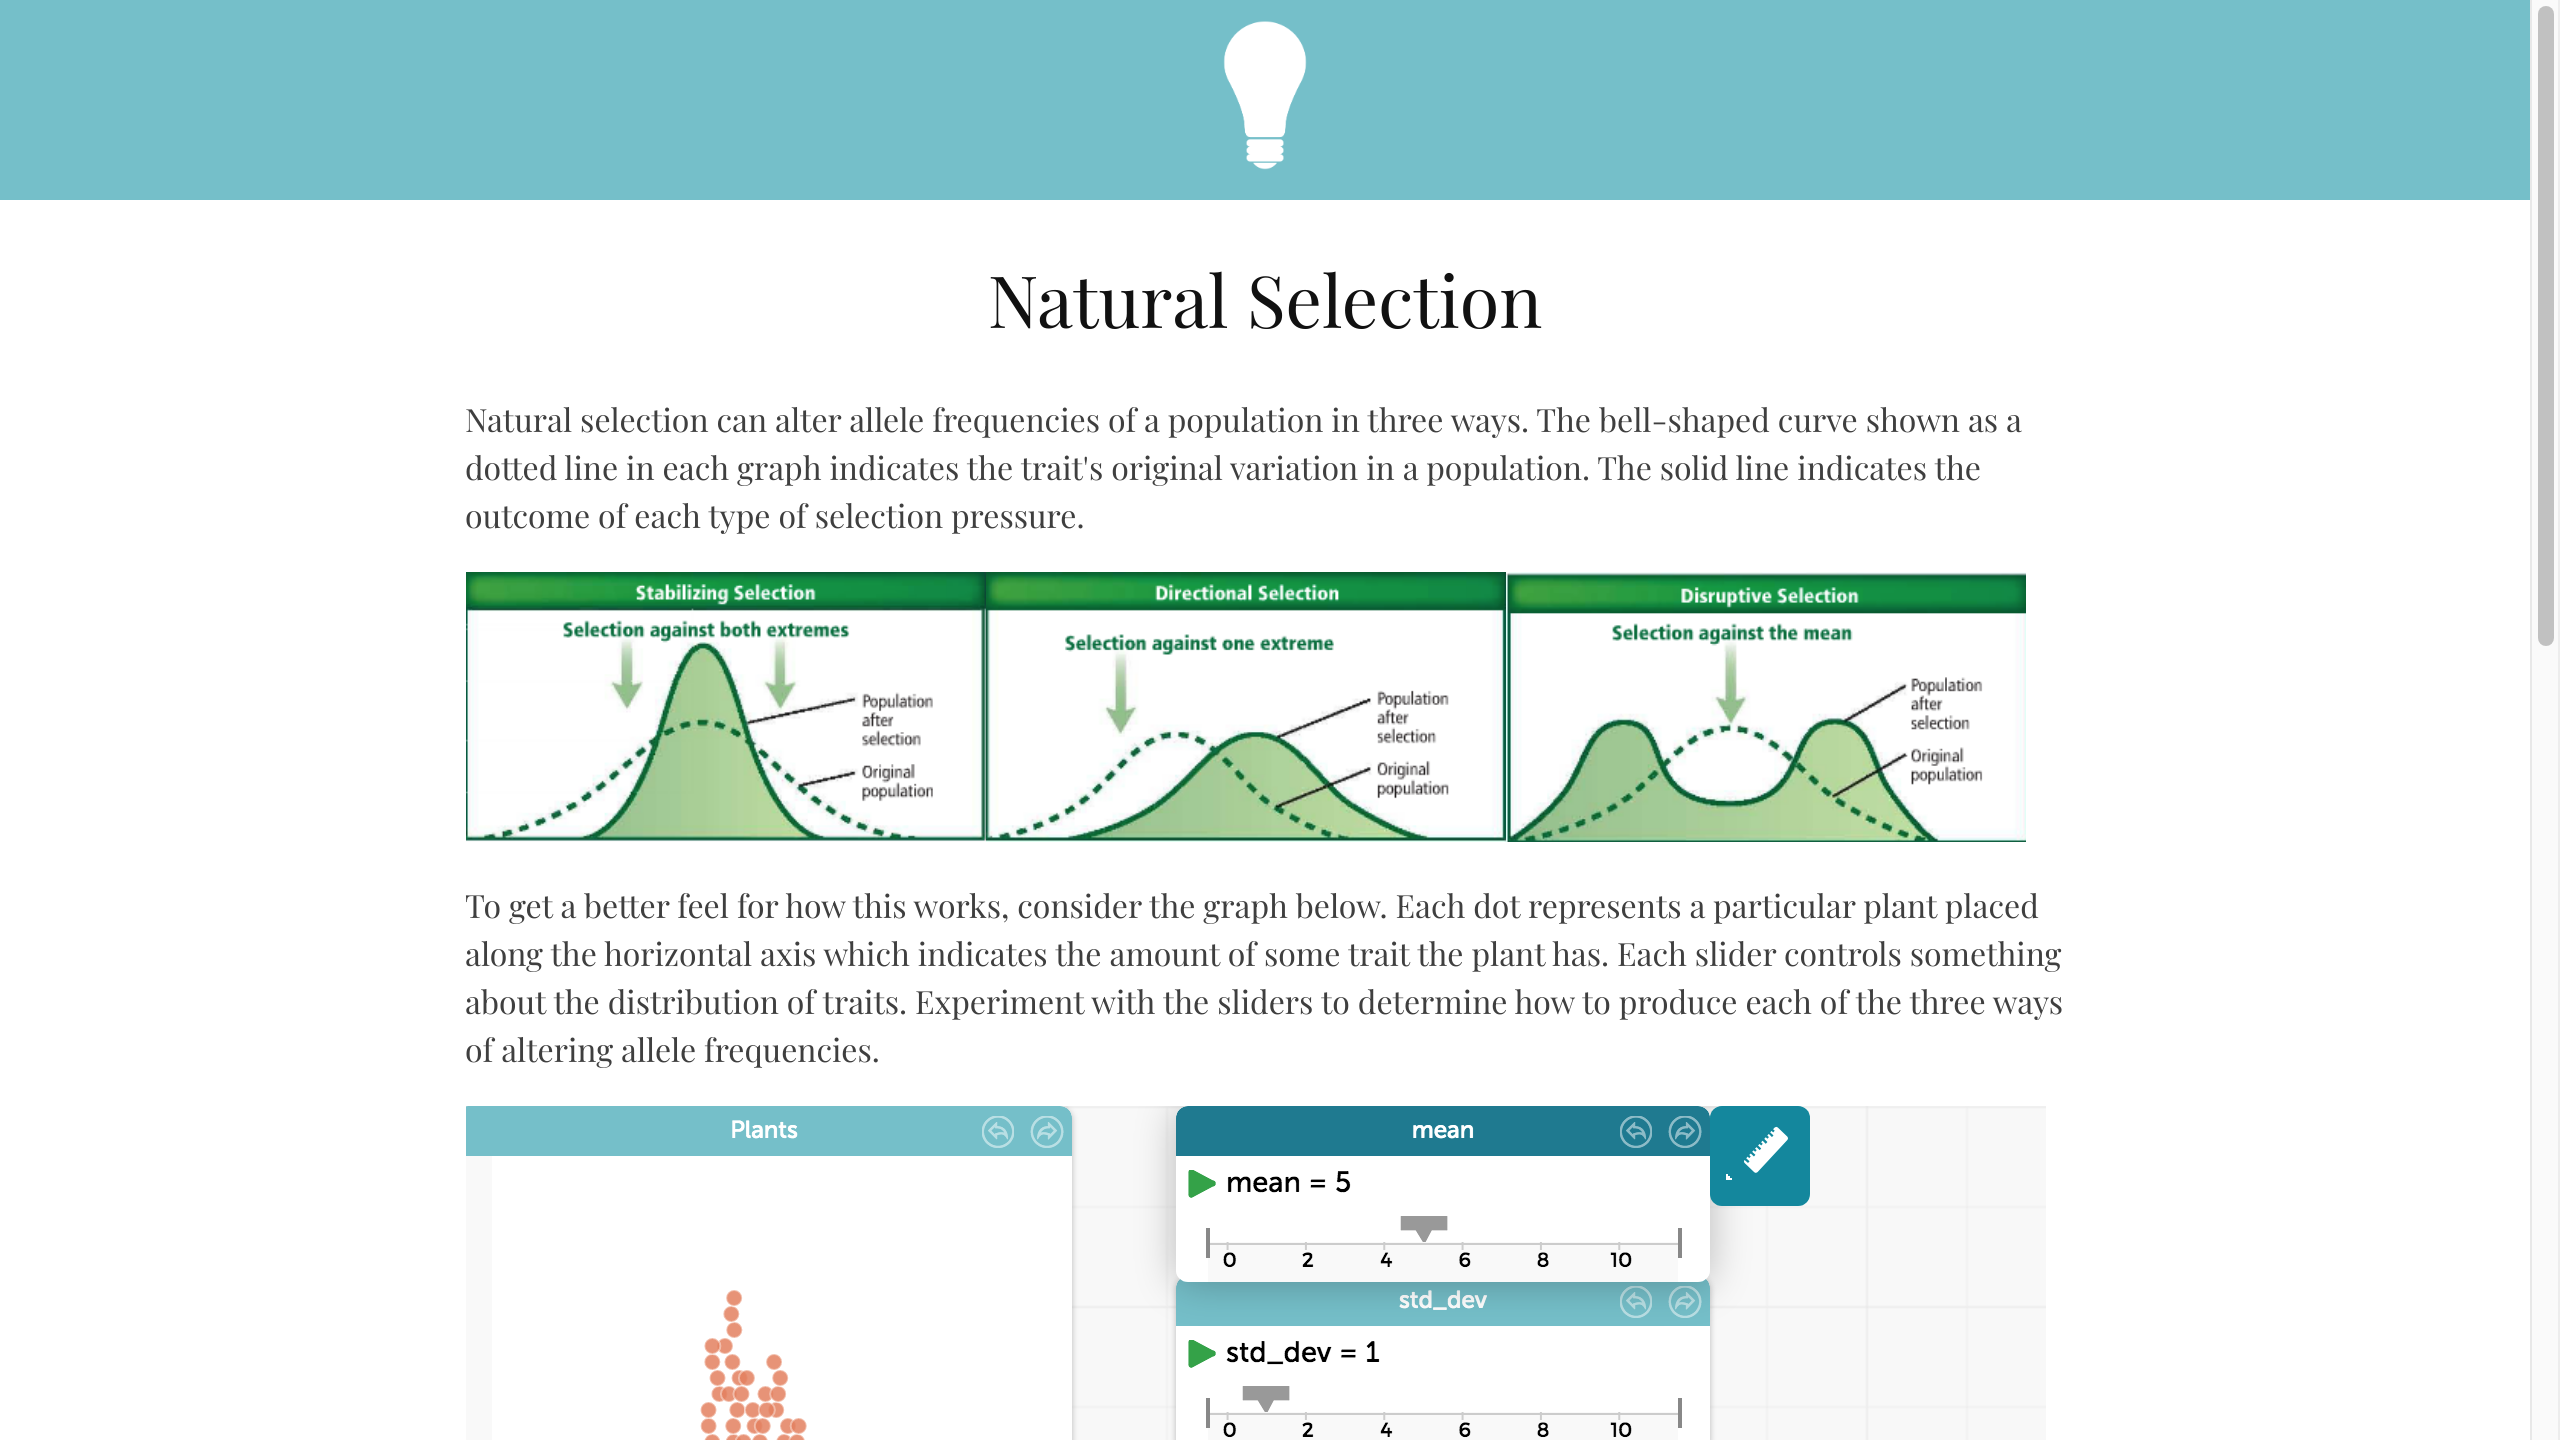 Natural Selection
Natural selection can alter allele frequencies of a population in three ways. The bell-shaped curve shown as a
dotted line in each graph indicates the trait's original variation in a population. The solid line indicates the
outcome of each type of selection pressure.
Stabilizing Selection
Selection against both extremes
Population
after
selection
Original
population
Directional Selection
Selection against one extreme
Population
after
selection
Original
population
Disruptive Selection
Selection against the mean
Population
after
selection
Original
population
To get a better feel for how this works, consider the graph below. Each dot represents a particular plant placed
along the horizontal axis which indicates the amount of some trait the plant has. Each slider controls something
about the distribution of traits. Experiment with the sliders to determine how to produce each of the three ways
of altering allele frequencies.
Plants
mean
mean = 5
0 2 4 6 8 10
std_dev
std_dev = 1
0 2 4 6 8 10